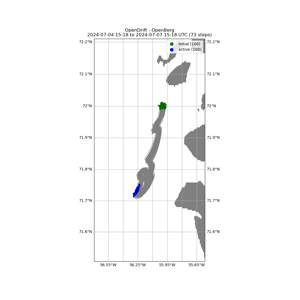 OpenDrift - OpenBerg
2024-07-04 15:18 to 2024-07-07 15:18 UTC (73 steps)
initial (100)
active (100)
72.2°N 72.2°N
72.1°N 72.1°N
72°N 72°N
71.9°N 71.9°N
71.8°N 71.8°N
71.7°N 71.7°N
71.6°N 71.6°N
56.55°W 56.25°W 55.95°W 55.65°W